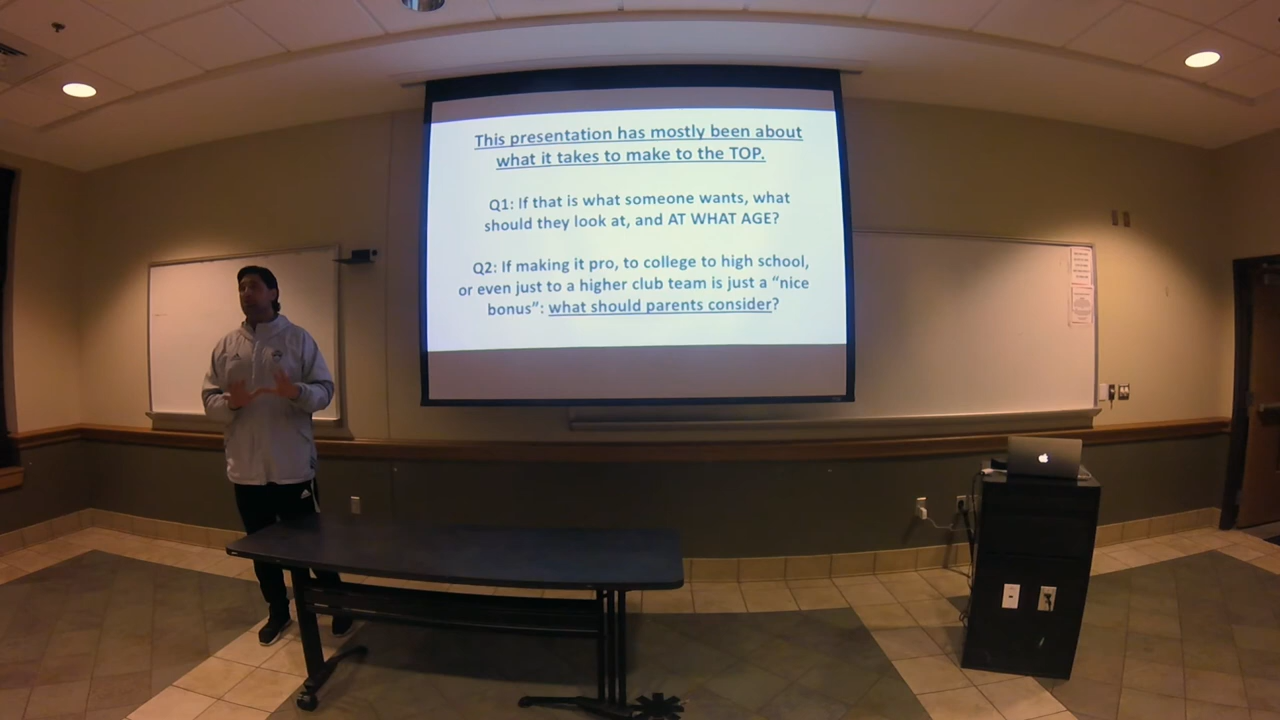 This presentation has mostly been about
what it takes to make to the TOP.
Q1: If that is what someone wants, what
should they look at, and AT WHAT AGE?
Q2: If making it pro, to college to high school,
or even just to a higher club team is just a “nice
bonus”: what should parents consider?